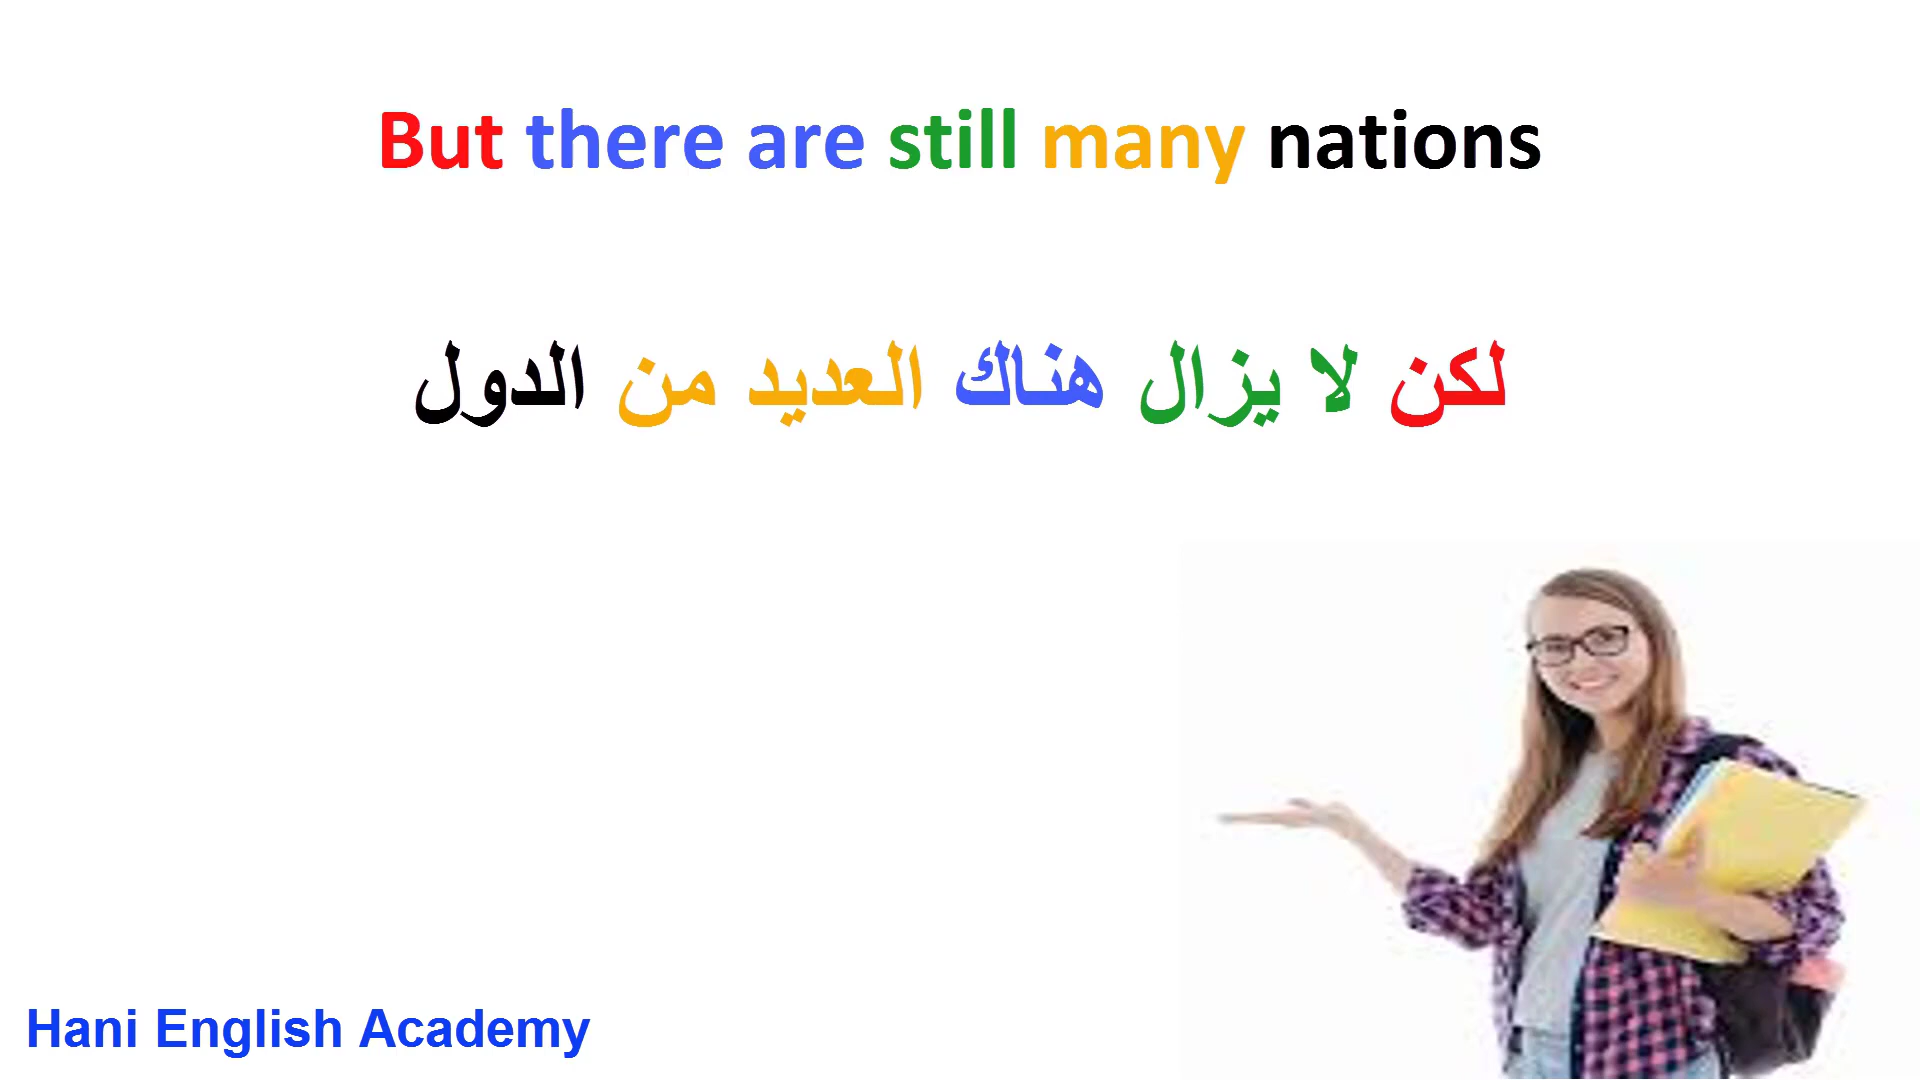 But there are still many nations
لكن لا يزال هناك العديد من الدول
Hani English Academy